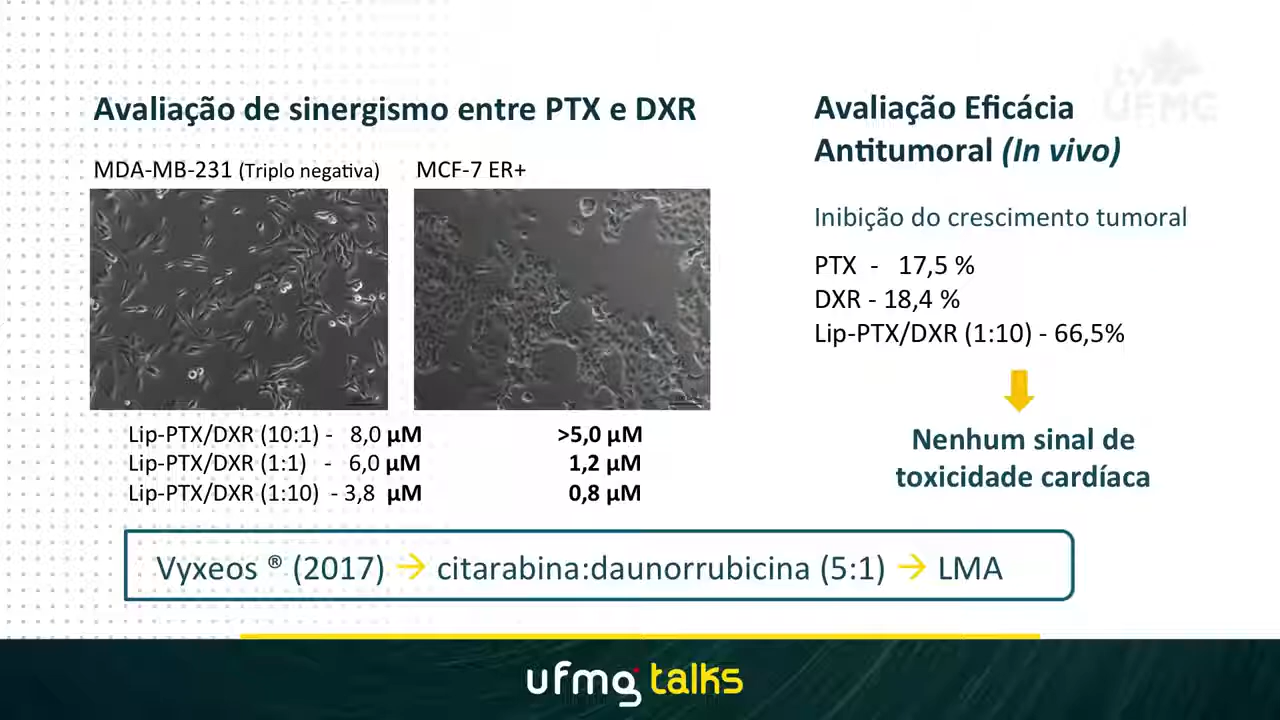 tv
UFMG
Avaliação de sinergismo entre PTX e DXR
MDA-MB-231 (Triplo negativa)
MCF-7 ER+
Lip-PTX/DXR (10:1) - 8,0 µM >5,0 µM
Lip-PTX/DXR (1:1) - 6,0 µM 1,2 µM
Lip-PTX/DXR (1:10) - 3,8 µM 0,8 µM
Avaliação Eficácia
Antitumoral (In vivo)
Inibição do crescimento tumoral
PTX - 17,5 %
DXR - 18,4 %
Lip-PTX/DXR (1:10) - 66,5%
Nenhum sinal de
toxicidade cardíaca
Vyxeos ® (2017) → citarabina:daunorrubicina (5:1) → LMA
ufmg talks